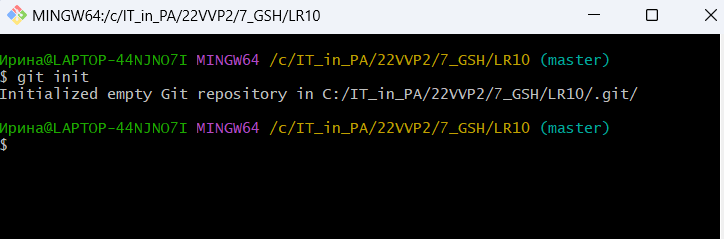 MINGW64:/c/IT_in_PA/22VVP2/7_GSH/LR10
Ирина@LAPTOP-44NJNO7I MINGW64 /c/IT_in_PA/22VVP2/7_GSH/LR10 (master)
$ git init
Initialized empty Git repository in C:/IT_in_PA/22VVP2/7_GSH/LR10/.git/
Ирина@LAPTOP-44NJNO7I MINGW64 /c/IT_in_PA/22VVP2/7_GSH/LR10 (master)
$